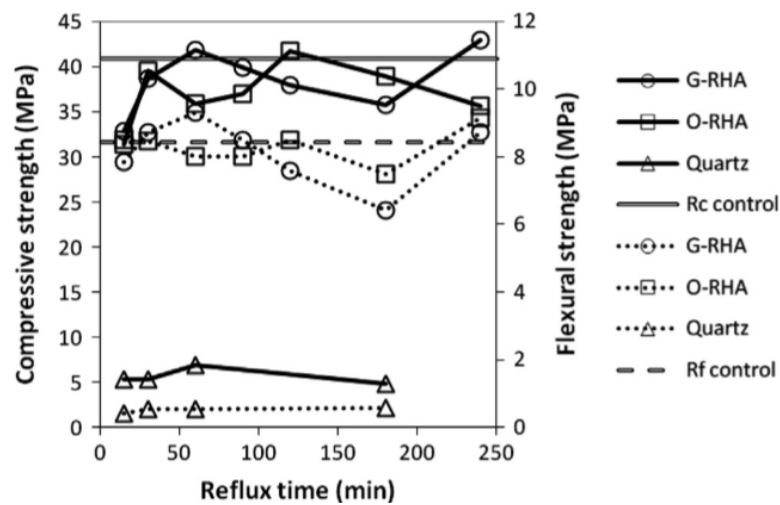 45
40
35
30
25
20
15
10
5
0
Compressive strength (MPa)
12
10
8
6
4
2
0
Flexural strength (MPa)
0 50 100 150 200 250
Reflux time (min)
G-RHA
O-RHA
Quartz
Rc control
G-RHA
O-RHA
Quartz
Rf control